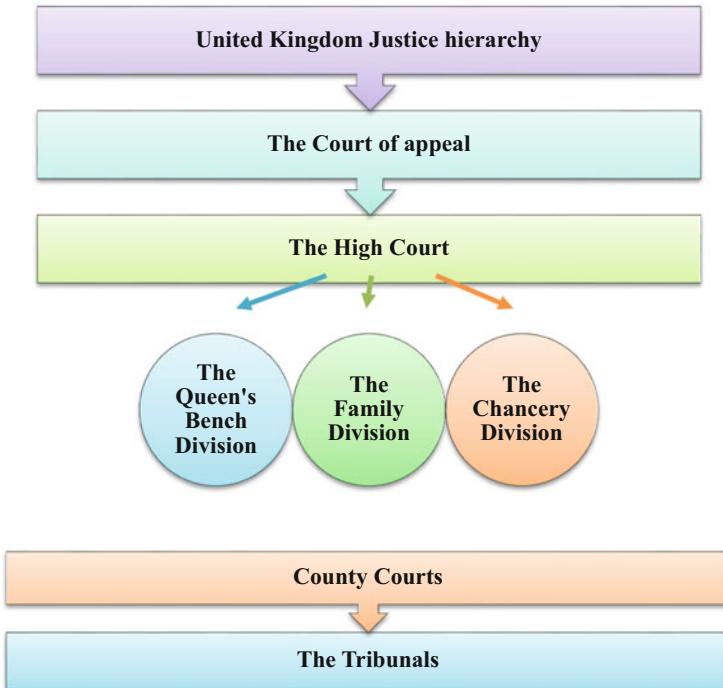 United Kingdom Justice hierarchy
The Court of appeal
The High Court
The
Queen's
Bench
Division
The
Family
Division
The
Chancery
Division
County Courts
The Tribunals